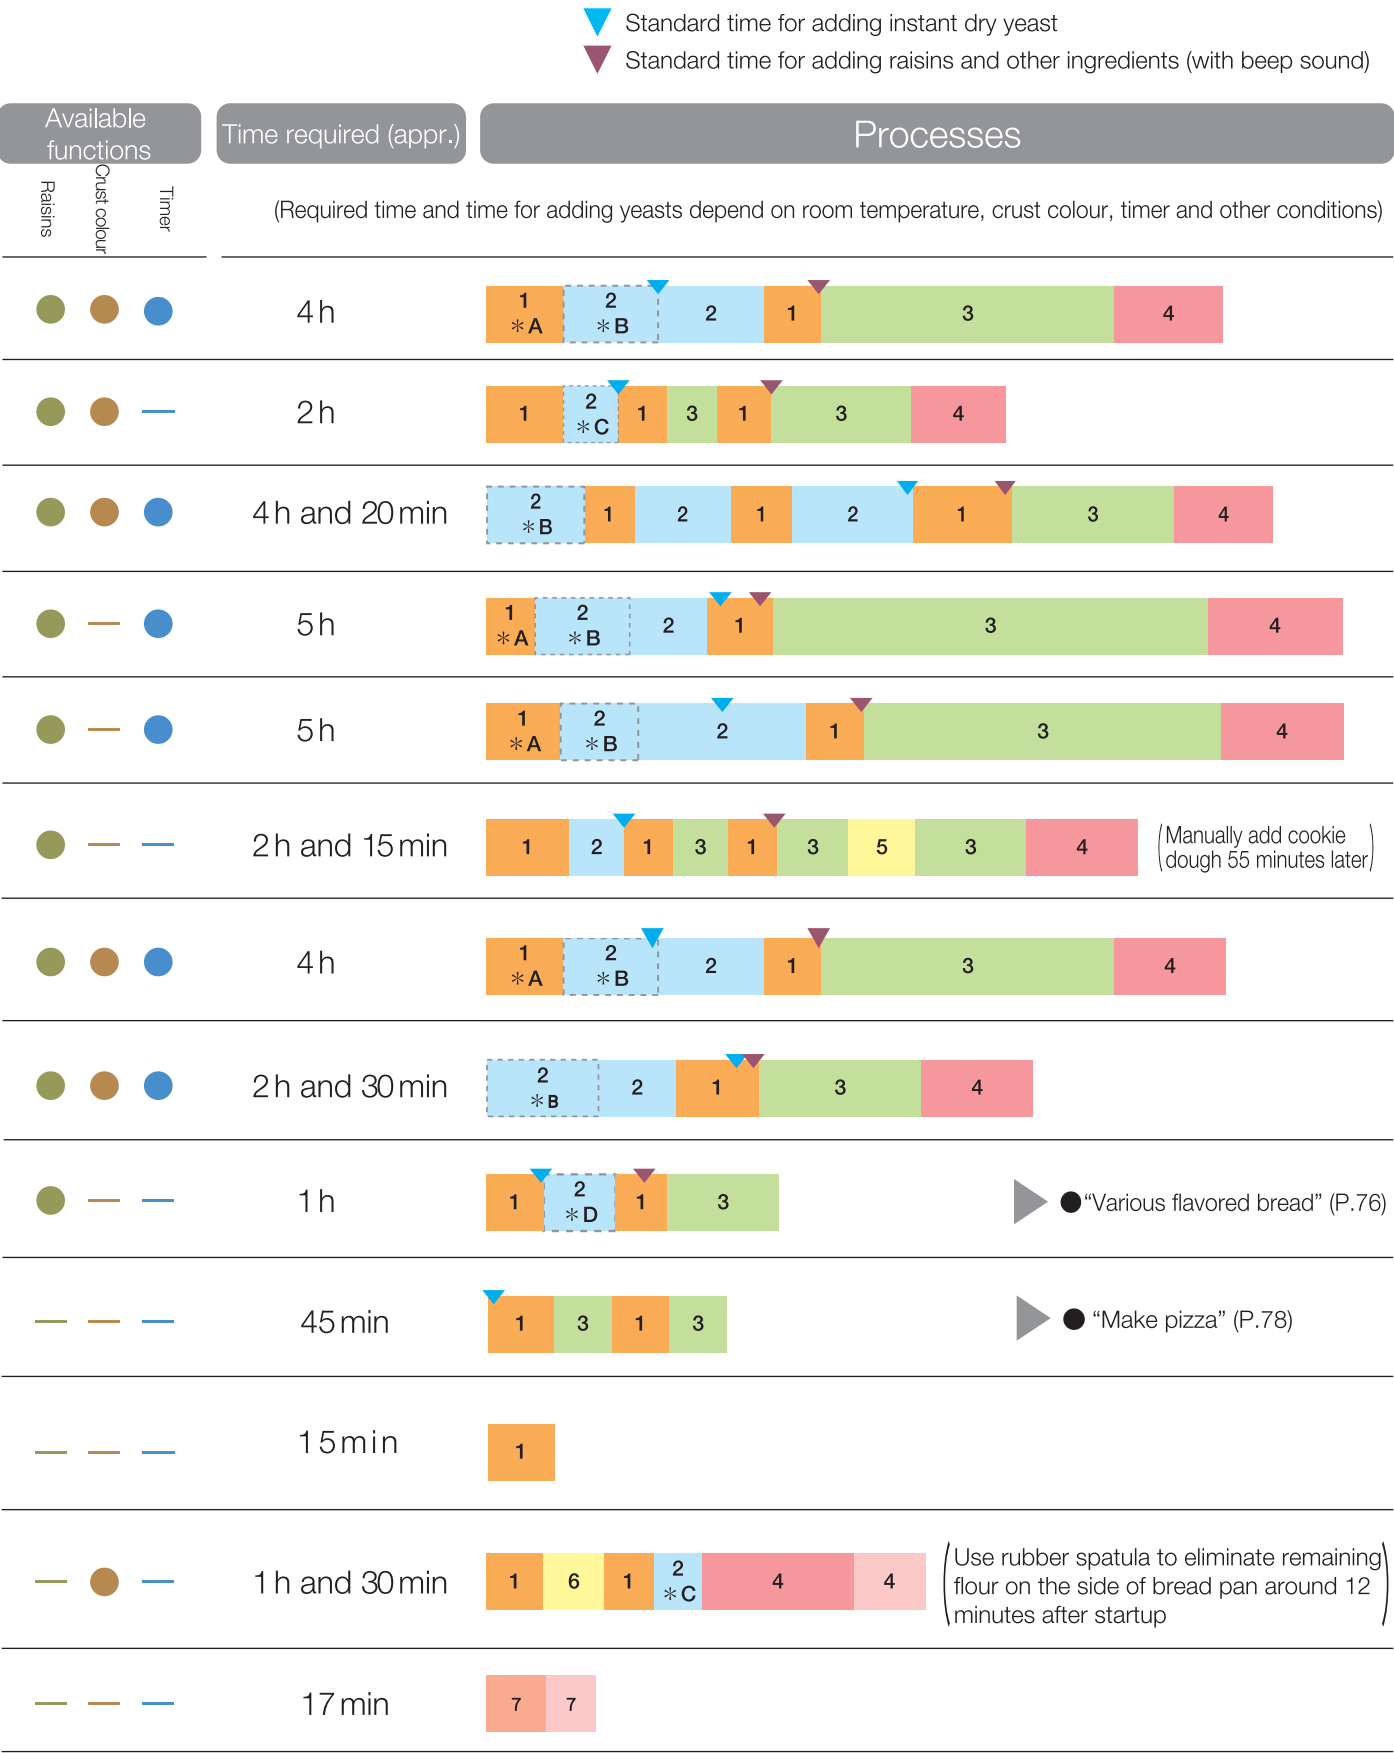 Standard time for adding instant dry yeast
Standard time for adding raisins and other ingredients (with beep sound)
Available
functions
Time required (appr.)
Processes
Raisins
Crust colour
Timer
(Required time and time for adding yeasts depend on room temperature, crust colour, timer and other conditions)
4 h
1 2 2 1 3 4
*A *B
2 h
1 2 1 3 1 3 4
*C
4 h and 20 min
2 1 2 1 2 1 3 4
*B
5 h
1 2 2 1 3 4
*A *B
5 h
1 2 2 1 3 4
*A *B
2 h and 15 min
1 2 1 3 1 3 5 3 4
(Manually add cookie
dough 55 minutes later)
4 h
1 2 2 1 3 4
*A *B
2 h and 30 min
2 2 1 3 4
*B
1 h
1 2 1 3
*D
● “Various flavored bread” (P.76)
45 min
1 3 1 3
● “Make pizza” (P.78)
15 min
1
1 h and 30 min
1 6 1 2 4 4
*C
(Use rubber spatula to eliminate remaining
flour on the side of bread pan around 12
minutes after startup)
17 min
7 7